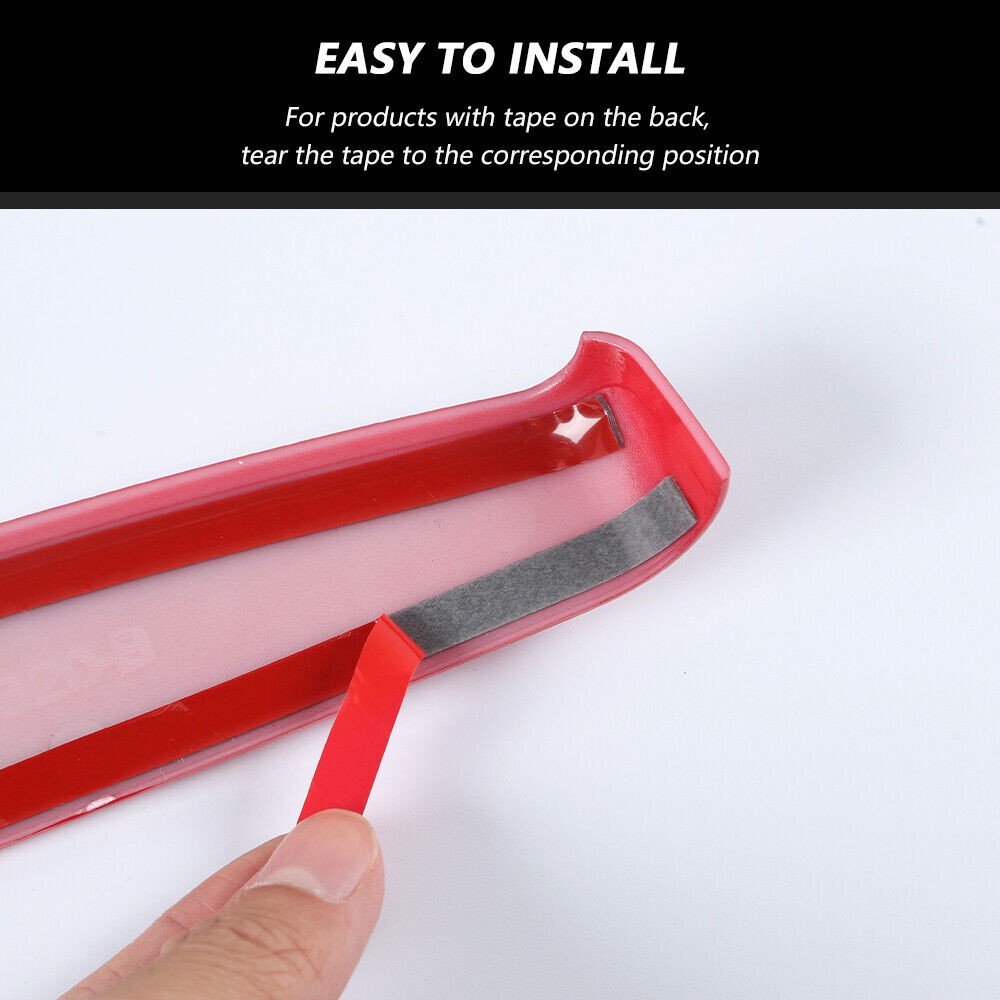 EASY TO INSTALL
For products with tape on the back,
tear the tape to the corresponding position